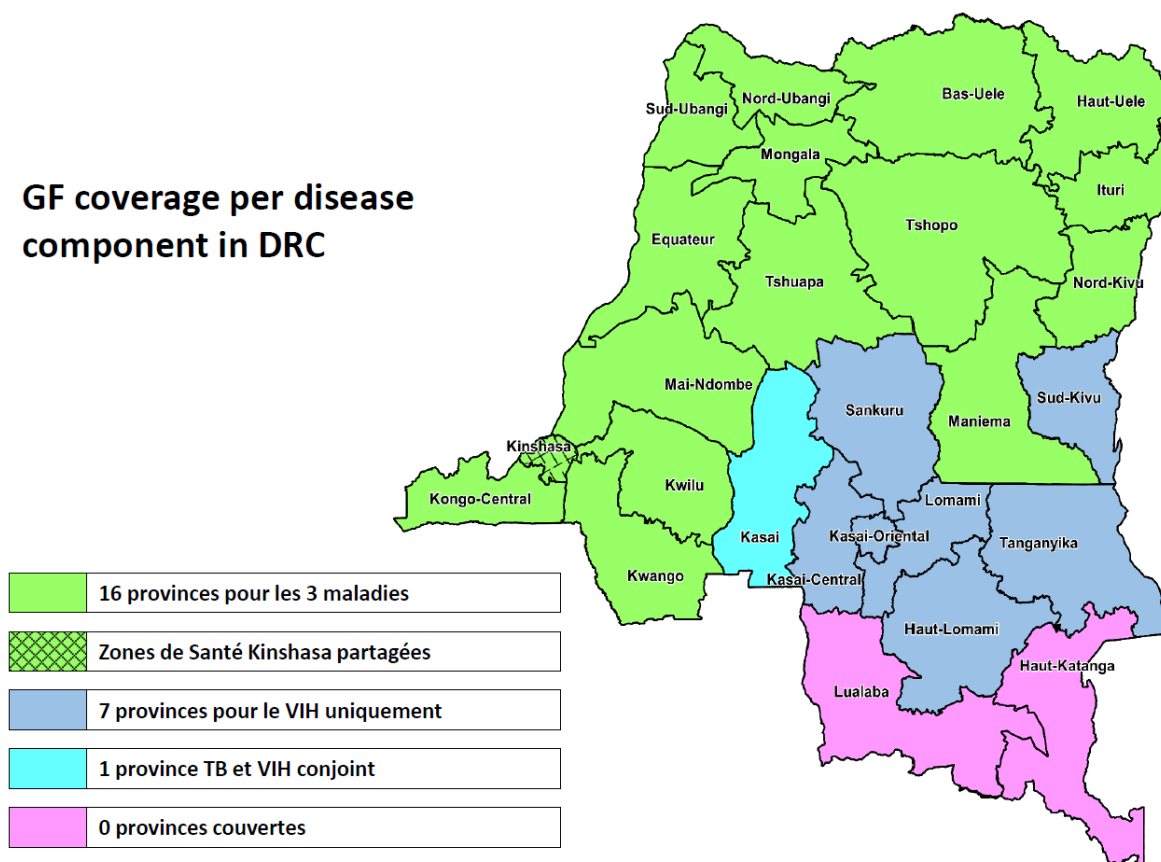 GF coverage per disease
component in DRC
Sud-Ubangi
Nord-Ubangi
Bas-Uele
Haut-Uele
Mongala
Ituri
Equateur
Tshopo
Tshuapa
Nord-Kivu
Mai-Ndombe
Sankuru
Sud-Kivu
Maniema
Kinshasa
Kongo-Central
Kwilu
Lomami
Kasai
Kasai-Oriental
Tanganyika
Kwango
Kasai-Central
Haut-Lomami
Haut-Katanga
Lualaba
16 provinces pour les 3 maladies
Zones de Santé Kinshasa partagées
7 provinces pour le VIH uniquement
1 province TB et VIH conjoint
0 provinces couvertes